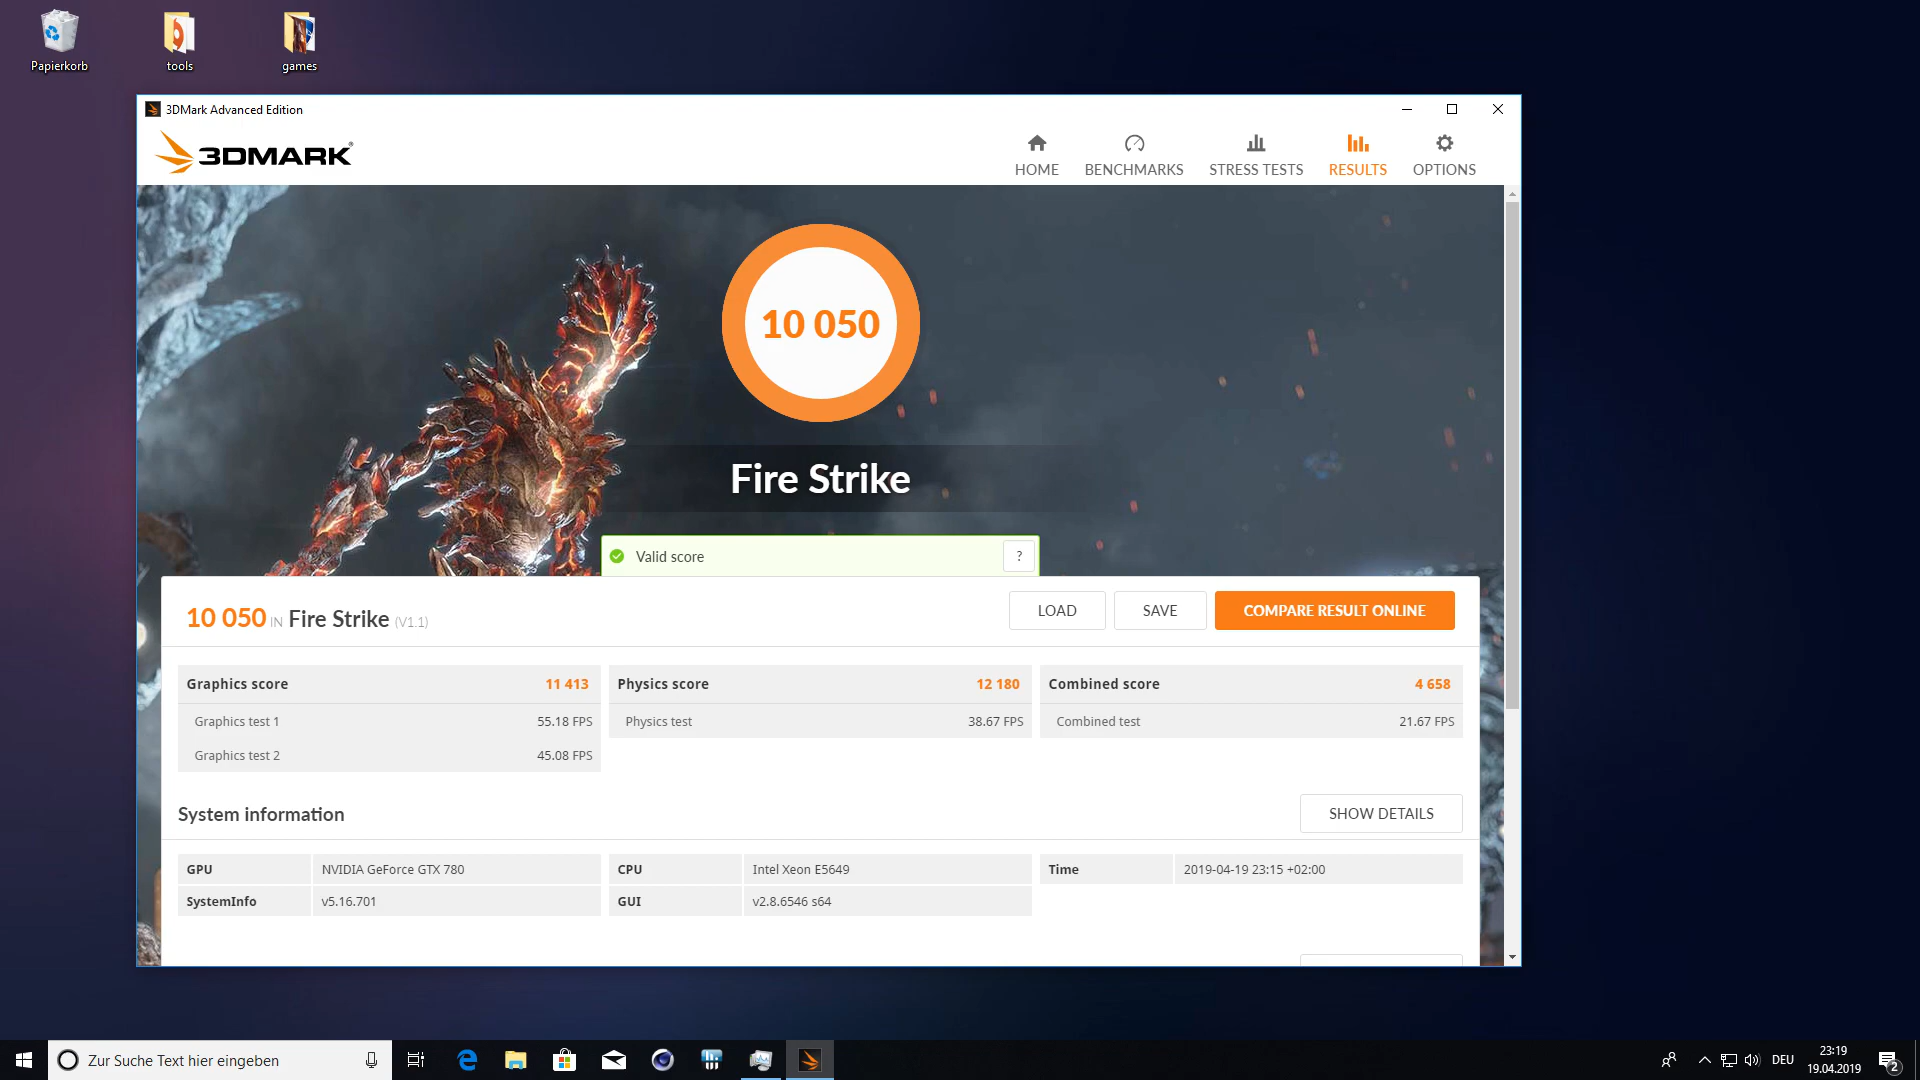 Papierkorb
tools
games
3DMark Advanced Edition
3DMARK®
HOME
BENCHMARKS
STRESS TESTS
RESULTS
OPTIONS
10 050
Fire Strike
Valid score
?
10 050 IN Fire Strike (V1.1)
LOAD
SAVE
COMPARE RESULT ONLINE
Graphics score 11 413
Graphics test 1 55.18 FPS
Graphics test 2 45.08 FPS
Physics score 12 180
Physics test 38.67 FPS
Combined score 4 658
Combined test 21.67 FPS
System information
SHOW DETAILS
GPU NVIDIA GeForce GTX 780
SystemInfo v5.16.701
CPU Intel Xeon E5649
GUI v2.8.6546 s64
Time 2019-04-19 23:15 +02:00
Zur Suche Text hier eingeben
DEU
23:19
19.04.2019
2